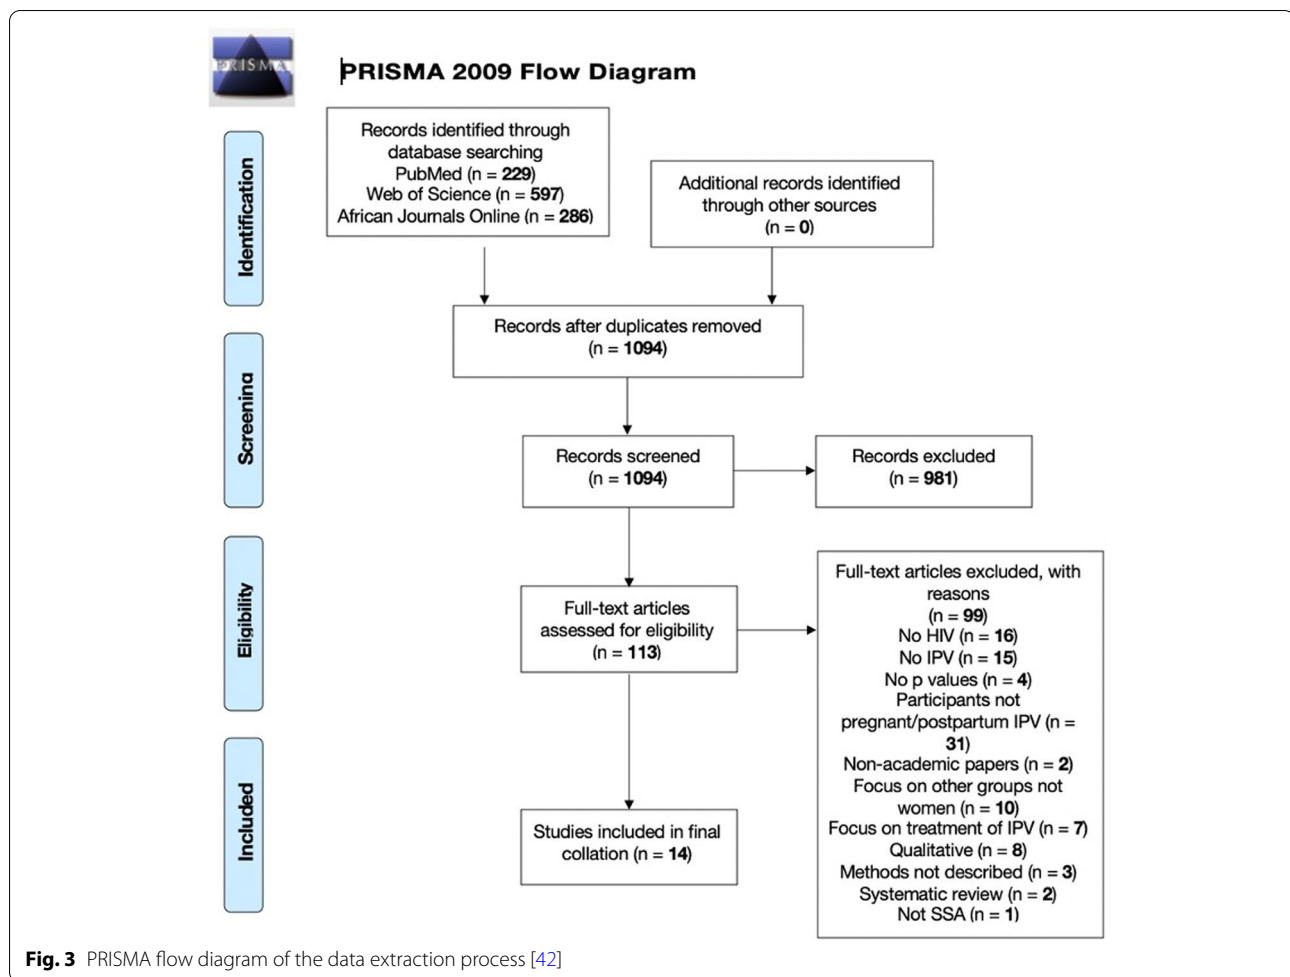 PRISMA
PRISMA 2009 Flow Diagram
Identification
Records identified through
database searching
PubMed (n = 229)
Web of Science (n = 597)
African Journals Online (n = 286)
Additional records identified
through other sources
(n = 0)
Records after duplicates removed
(n = 1094)
Screening
Records screened
(n = 1094)
Records excluded
(n = 981)
Eligibility
Full-text articles
assessed for eligibility
(n = 113)
Full-text articles excluded, with
reasons
(n = 99)
No HIV (n = 16)
No IPV (n = 15)
No p values (n = 4)
Participants not
pregnant/postpartum IPV (n =
31)
Non-academic papers (n = 2)
Focus on other groups not
women (n = 10)
Focus on treatment of IPV (n = 7)
Qualitative (n = 8)
Methods not described (n = 3)
Systematic review (n = 2)
Not SSA (n = 1)
Included
Studies included in final
collation (n = 14)
Fig. 3 PRISMA flow diagram of the data extraction process [42]